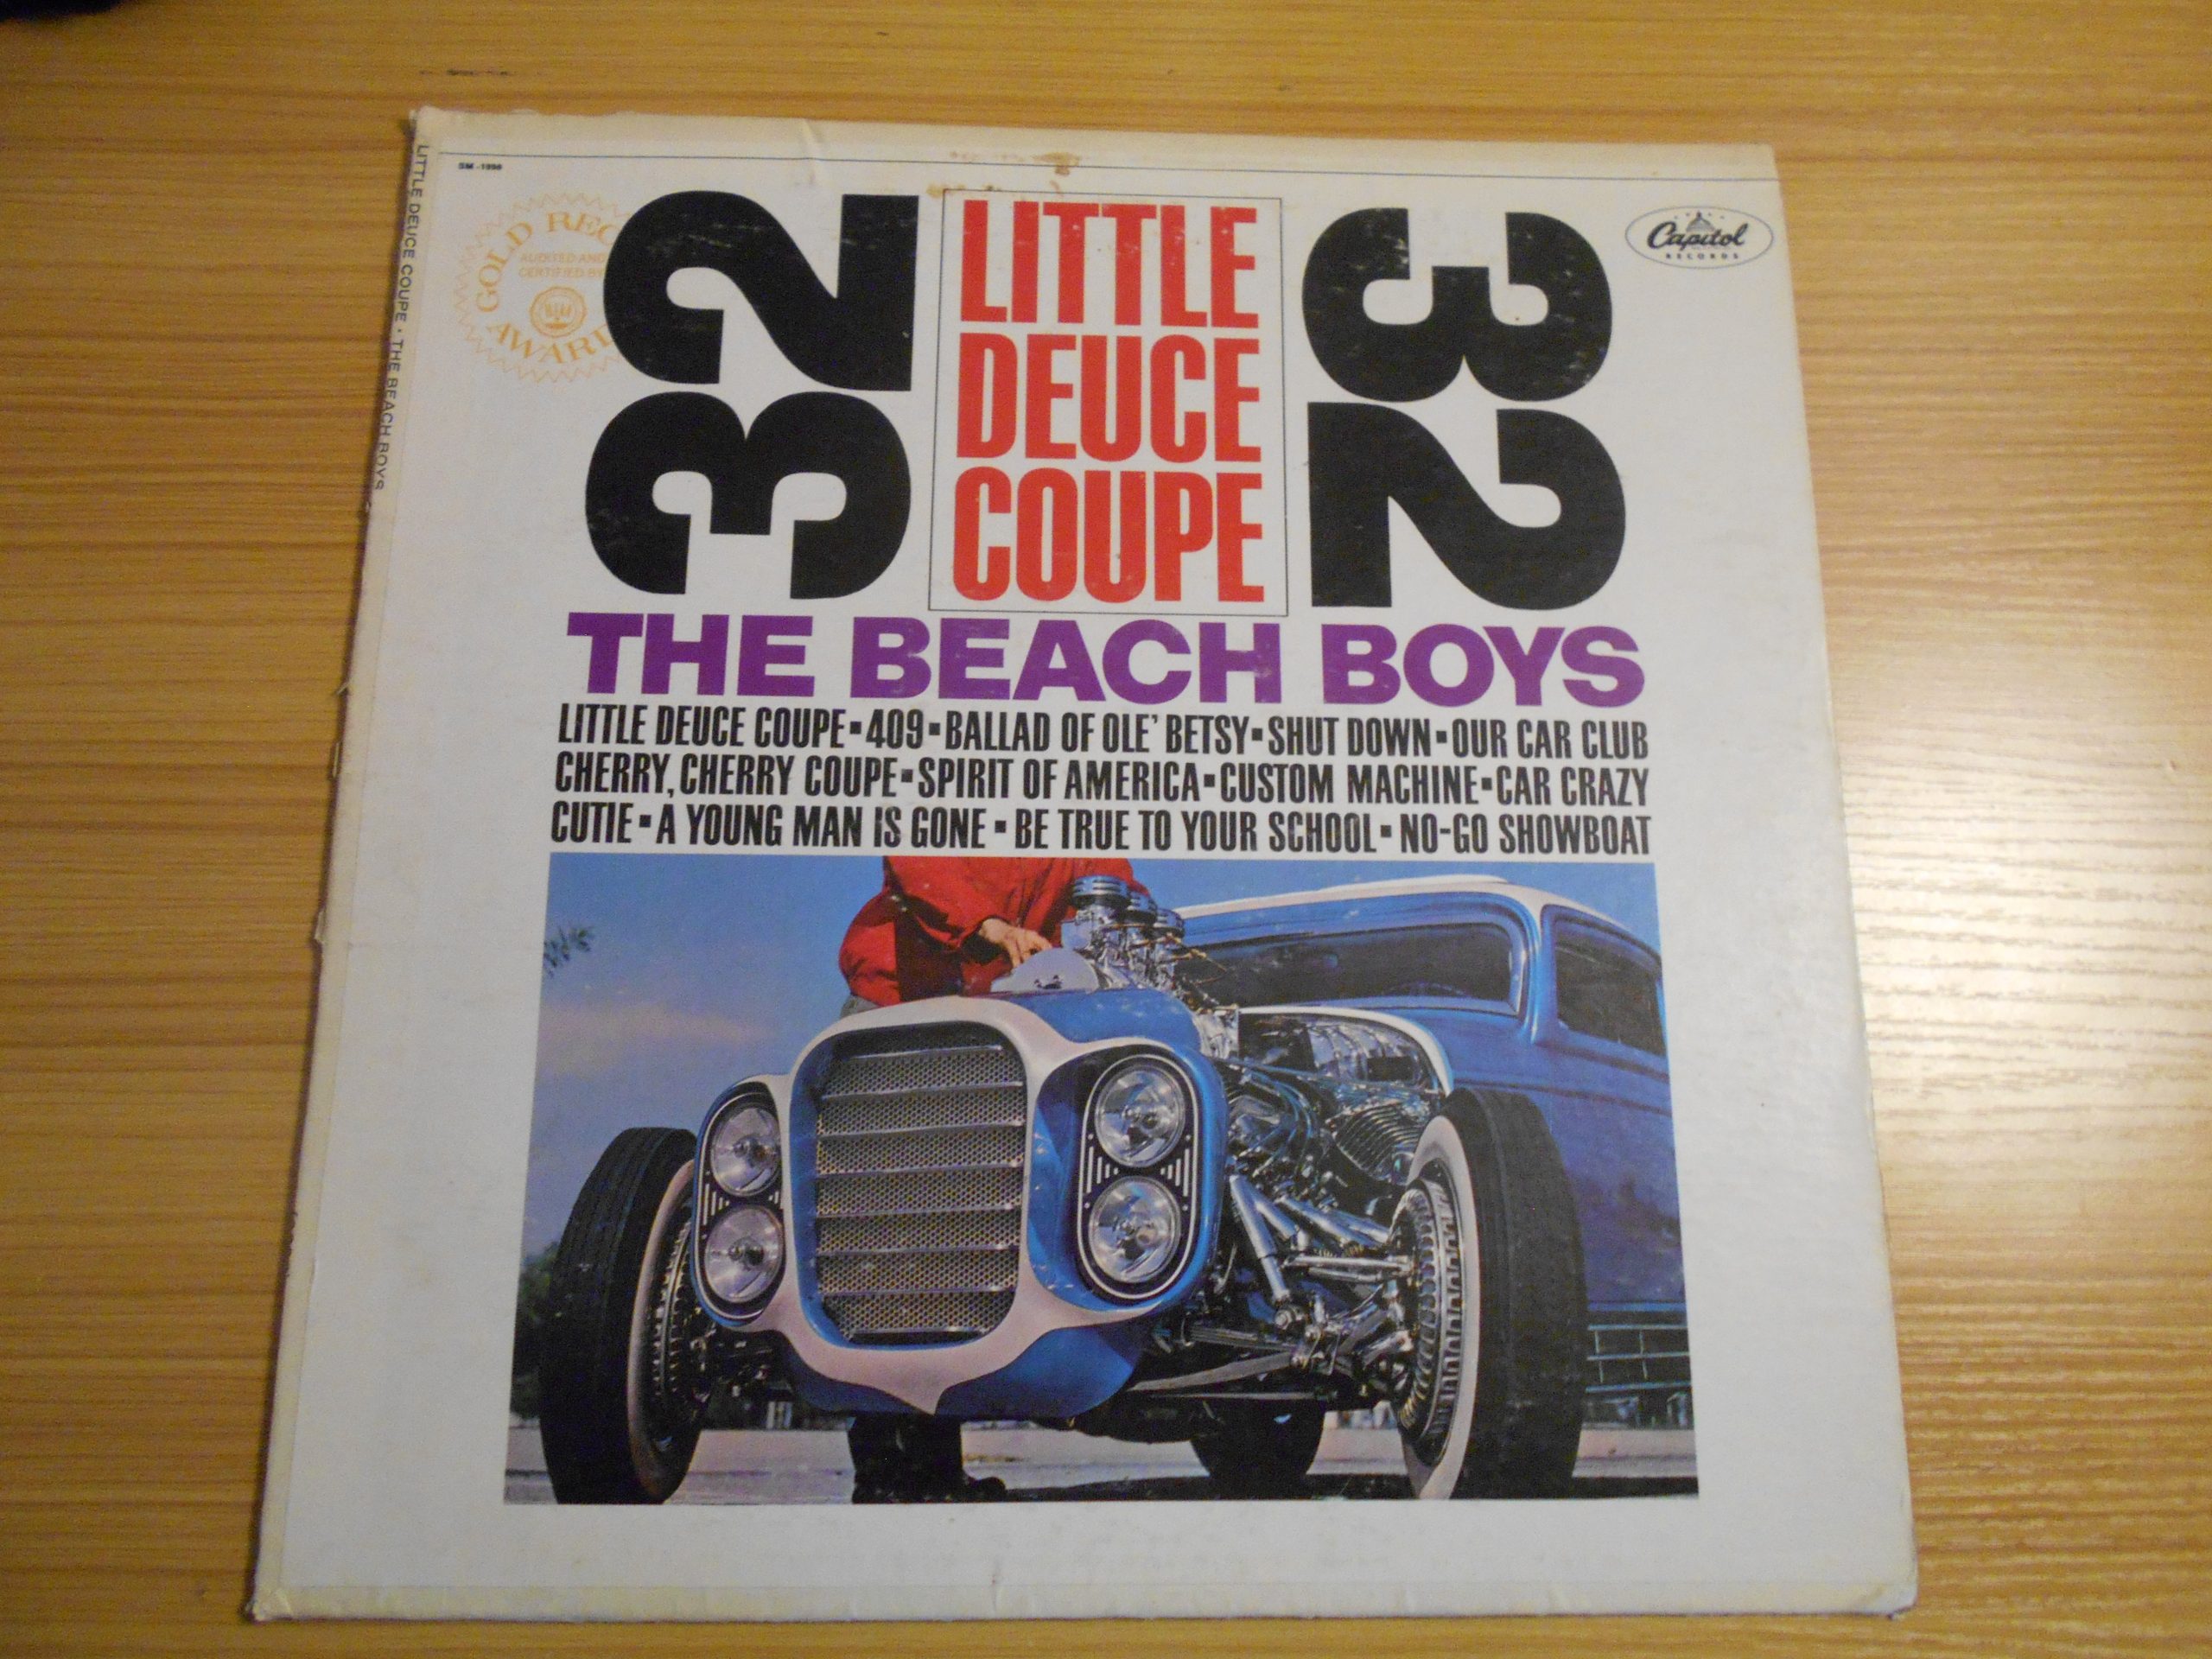 SM-1998
LITTLE DEUCE COUPE · THE BEACH BOYS
GOLD REC
AUDITED AND
CERTIFIED BY
RIAA
AWARD
32
LITTLE
DEUCE
COUPE
32
Capitol
RECORDS
THE BEACH BOYS
LITTLE DEUCE COUPE▪409▪BALLAD OF OLE' BETSY▪SHUT DOWN▪OUR CAR CLUB
CHERRY, CHERRY COUPE▪SPIRIT OF AMERICA▪CUSTOM MACHINE▪CAR CRAZY
CUTIE▪A YOUNG MAN IS GONE▪BE TRUE TO YOUR SCHOOL▪NO-GO SHOWBOAT